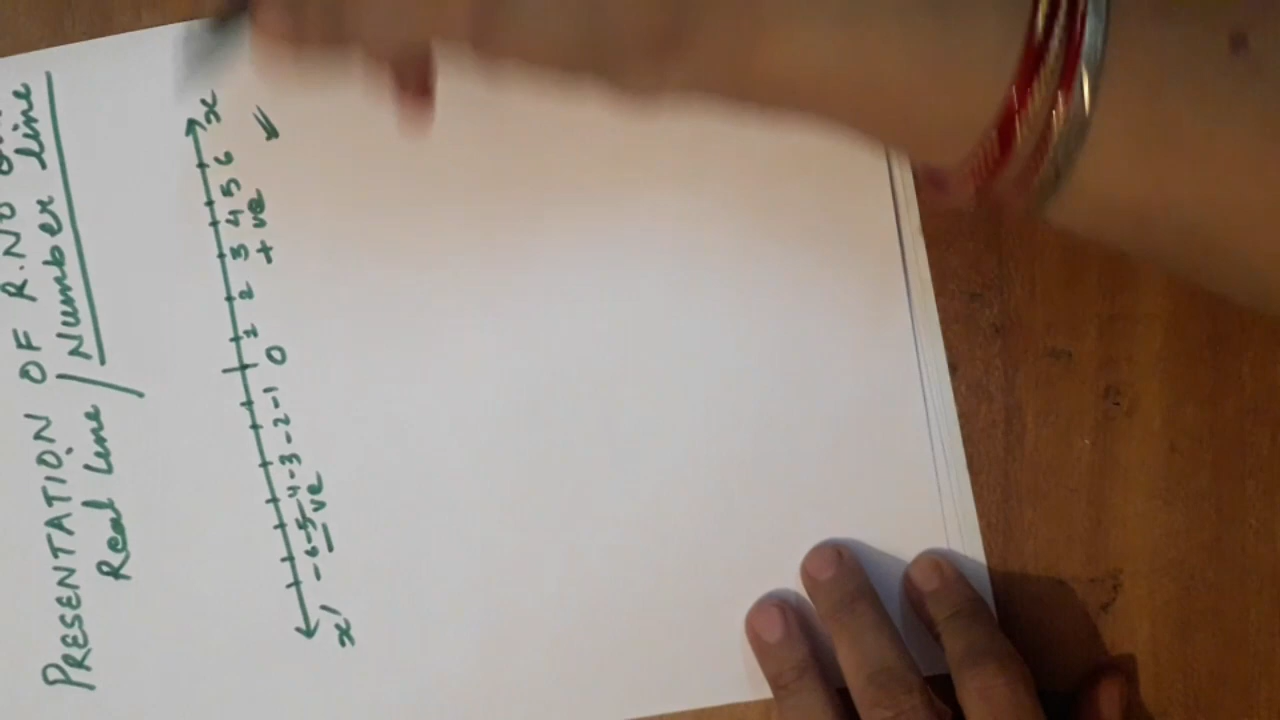 PRESENTATION OF R.NO
Real Line / Number line
x' -6 -5 -4 -3 -2 -1 0 1 2 3 4 5 6 x
-ve +ve